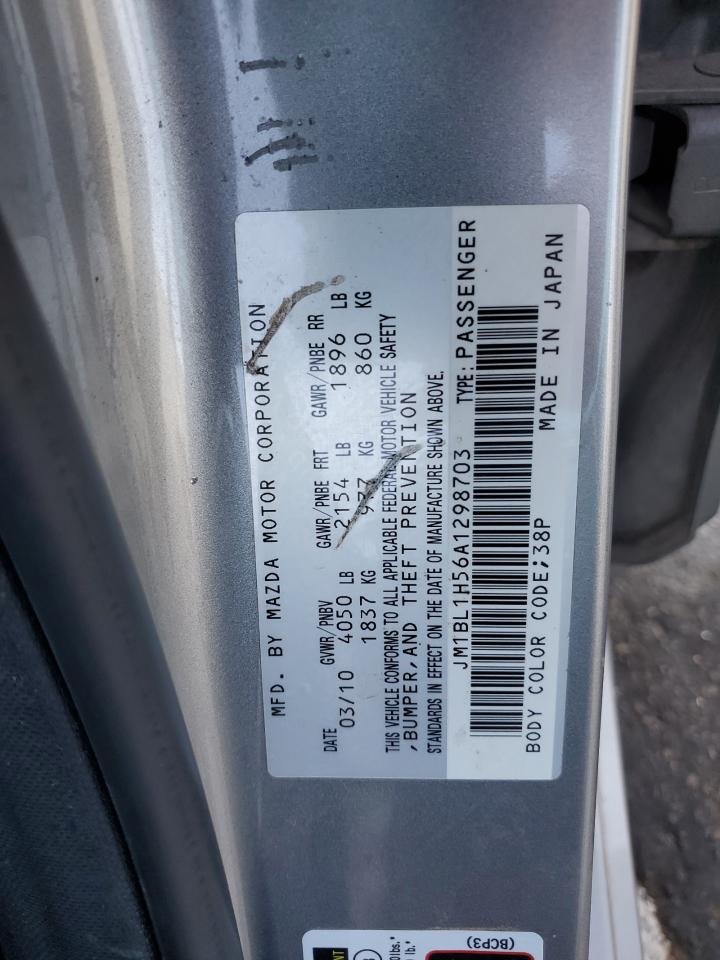 MFD. BY MAZDA MOTOR CORPORATION
DATE GVWR/PNBV GAWR/PNBE FRT GAWR/PNBE RR
03/10 4050 LB 2154 LB 1896 LB
1837 KG 977 KG 860 KG
THIS VEHICLE CONFORMS TO ALL APPLICABLE FEDERAL MOTOR VEHICLE SAFETY
,BUMPER,AND THEFT PREVENTION
STANDARDS IN EFFECT ON THE DATE OF MANUFACTURE SHOWN ABOVE.
JM1BL1H56A1298703 TYPE:PASSENGER
BODY COLOR CODE;38P MADE IN JAPAN
(BCP3)